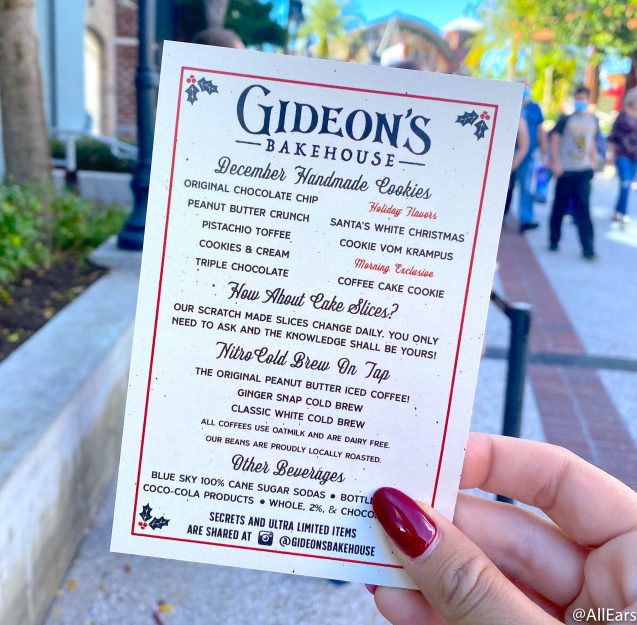 GIDEON'S
BAKEHOUSE
December Handmade Cookies
ORIGINAL CHOCOLATE CHIP
PEANUT BUTTER CRUNCH
PISTACHIO TOFFEE
COOKIES & CREAM
TRIPLE CHOCOLATE
Holiday Flavors
SANTA'S WHITE CHRISTMAS
COOKIE VOM KRAMPUS
Morning Exclusive
COFFEE CAKE COOKIE
How About Cake Slices?
OUR SCRATCH MADE SLICES CHANGE DAILY. YOU ONLY
NEED TO ASK AND THE KNOWLEDGE SHALL BE YOURS!
Nitro Cold Brew On Tap
THE ORIGINAL PEANUT BUTTER ICED COFFEE!
GINGER SNAP COLD BREW
CLASSIC WHITE COLD BREW
ALL COFFEES USE OATMILK AND ARE DAIRY FREE.
OUR BEANS ARE PROUDLY LOCALLY ROASTED.
Other Beverages
BLUE SKY 100% CANE SUGAR SODAS •
COCO-COLA PRODUCTS • WHOLE, 2%, &
SECRETS AND ULTRA LIMITED ITEMS
ARE SHARED AT @GIDEONSBAKEHOUSE
@AllEars